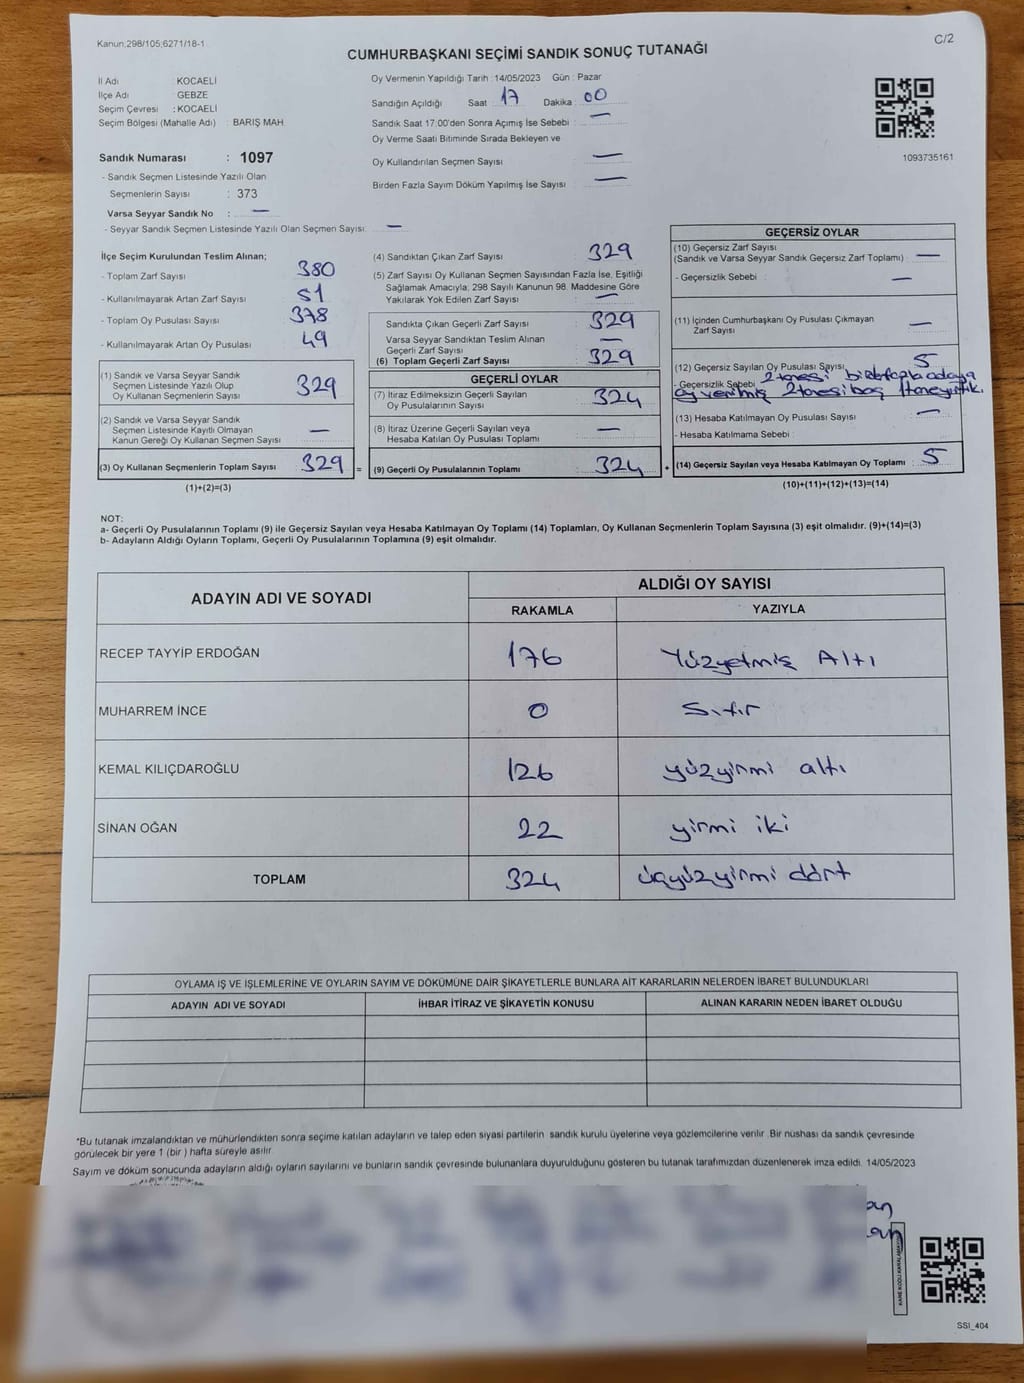 Kanun;298/105;6271/18-1
C/2
CUMHURBAŞKANI SEÇİMİ SANDIK SONUÇ TUTANAĞI
İl Adı KOCAELİ
İlçe Adı GEBZE
Seçim Çevresi : KOCAELİ
Seçim Bölgesi (Mahalle Adı) : BARIŞ MAH
Sandık Numarası : 1097
- Sandık Seçmen Listesinde Yazılı Olan
Seçmenlerin Sayısı : 373
Varsa Seyyar Sandık No : —
- Seyyar Sandık Seçmen Listesinde Yazılı Olan Seçmen Sayısı: —
Oy Vermenin Yapıldığı Tarih : 14/05/2023 Gün : Pazar
Sandığın Açıldığı Saat 17 Dakika : 00
Sandık Saat 17:00'den Sonra Açımış İse Sebebi : —
Oy Verme Saati Bitiminde Sırada Bekleyen ve
Oy Kullandırılan Seçmen Sayısı —
Birden Fazla Sayım Döküm Yapılmış İse Sayısı —
1093735161
İlçe Seçim Kurulundan Teslim Alınan;
- Toplam Zarf Sayısı 380
- Kullanılmayarak Artan Zarf Sayısı 51
- Toplam Oy Pusulası Sayısı 378
- Kullanılmayarak Artan Oy Pusulası 49
(1) Sandık ve Varsa Seyyar Sandık
Seçmen Listesinde Yazılı Olup
Oy Kullanan Seçmenlerin Sayısı 329
(2) Sandık ve Varsa Seyyar Sandık
Seçmen Listesinde Kayıtlı Olmayan
Kanun Gereği Oy Kullanan Seçmen Sayısı —
(3) Oy Kullanan Seçmenlerin Toplam Sayısı 329 =
(1)+(2)=(3)
(4) Sandıktan Çıkan Zarf Sayısı 329
(5) Zarf Sayısı Oy Kullanan Seçmen Sayısından Fazla İse, Eşitliği
Sağlamak Amacıyla, 298 Sayılı Kanunun 98. Maddesine Göre
Yakılarak Yok Edilen Zarf Sayısı —
Sandıkta Çıkan Geçerli Zarf Sayısı 329
Varsa Seyyar Sandıktan Teslim Alınan
Geçerli Zarf Sayısı —
(6) Toplam Geçerli Zarf Sayısı 329
GEÇERLİ OYLAR
(7) İtiraz Edilmeksizin Geçerli Sayılan
Oy Pusulalarının Sayısı 324
(8) İtiraz Üzerine Geçerli Sayılan veya
Hesaba Katılan Oy Pusulası Toplamı —
(9) Geçerli Oy Pusulalarının Toplamı 324 +
GEÇERSİZ OYLAR
(10) Geçersiz Zarf Sayısı
(Sandık ve Varsa Seyyar Sandık Geçersiz Zarf Toplamı) : —
- Geçersizlik Sebebi : —
(11) İçinden Cumhurbaşkanı Oy Pusulası Çıkmayan
Zarf Sayısı —
(12) Geçersiz Sayılan Oy Pusulası Sayısı 5
- Geçersizlik Sebebi 2 tanesi birden fazla adaya
oy verilmiş 2 tanesi boş 1 tane yırtık.
(13) Hesaba Katılmayan Oy Pusulası Sayısı —
- Hesaba Katılmama Sebebi :
(14) Geçersiz Sayılan veya Hesaba Katılmayan Oy Toplamı : 5
(10)+(11)+(12)+(13)=(14)
NOT:
a- Geçerli Oy Pusulalarının Toplamı (9) ile Geçersiz Sayılan veya Hesaba Katılmayan Oy Toplamı (14) Toplamları, Oy Kullanan Seçmenlerin Toplam Sayısına (3) eşit olmalıdır. (9)+(14)=(3)
b- Adayların Aldığı Oyların Toplamı, Geçerli Oy Pusulalarının Toplamına (9) eşit olmalıdır.
ADAYIN ADI VE SOYADI ALDIĞI OY SAYISI
RAKAMLA YAZIYLA
RECEP TAYYİP ERDOĞAN 176 Yüzyetmiş Altı
MUHARREM İNCE 0 Sıfır
KEMAL KILIÇDAROĞLU 126 yüzyirmi altı
SİNAN OĞAN 22 yirmi iki
TOPLAM 324 üçyüzyirmi dört
OYLAMA İŞ VE İŞLEMLERİNE VE OYLARIN SAYIM VE DÖKÜMÜNE DAİR ŞİKAYETLERLE BUNLARA AİT KARARLARIN NELERDEN İBARET BULUNDUKLARI
ADAYIN ADI VE SOYADI İHBAR İTİRAZ VE ŞİKAYETİN KONUSU ALINAN KARARIN NEDEN İBARET OLDUĞU
*Bu tutanak imzalandıktan ve mühürlendikten sonra seçime katılan adayların ve talep eden siyasi partilerin sandık kurulu üyelerine veya gözlemcilerine verilir. Bir nüshası da sandık çevresinde
görülecek bir yere 1 (bir ) hafta süreyle asılır.
Sayım ve döküm sonucunda adayların aldığı oyların sayılarını ve bunların sandık çevresinde bulunanlara duyurulduğunu gösteren bu tutanak tarafımızdan düzenlenerek imza edildi. 14/05/2023
SSI_404